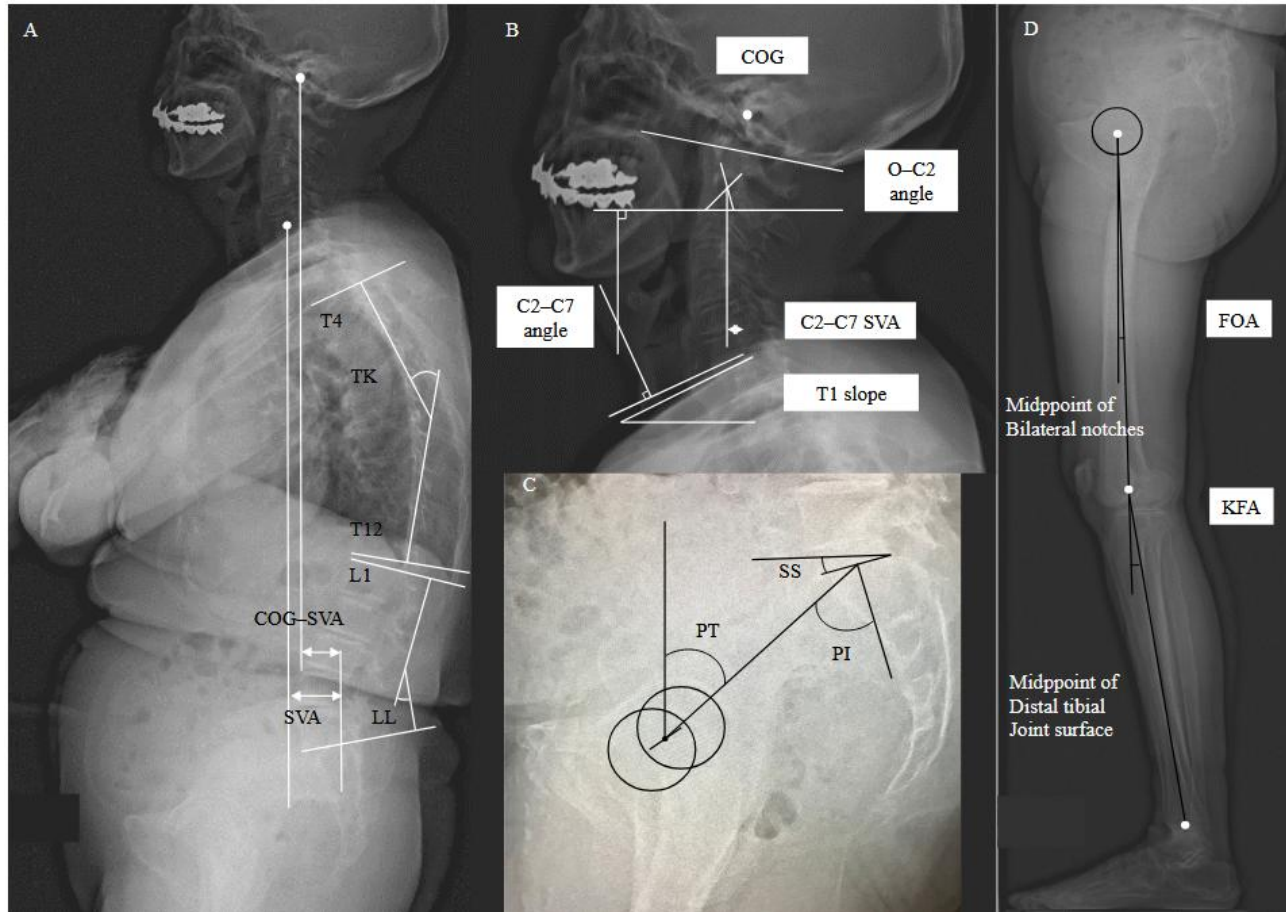 A
T4
TK
T12
L1
COG–SVA
SVA
LL
B
COG
O–C2
angle
C2–C7
angle
C2–C7 SVA
T1 slope
C
SS
PT
PI
D
FOA
Midppoint of
Bilateral notches
KFA
Midppoint of
Distal tibial
Joint surface